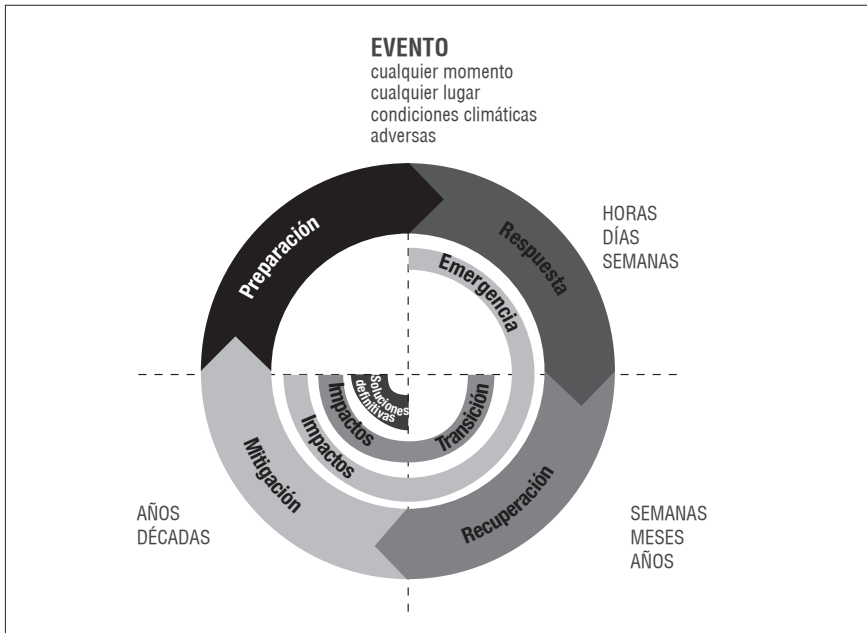 EVENTO
cualquier momento
cualquier lugar
condiciones climáticas
adversas
Preparación
Respuesta
HORAS
DÍAS
SEMANAS
Emergencia
Soluciones
definitivas
Impactos
Transición
Impactos
Mitigación
Recuperación
AÑOS
DÉCADAS
SEMANAS
MESES
AÑOS